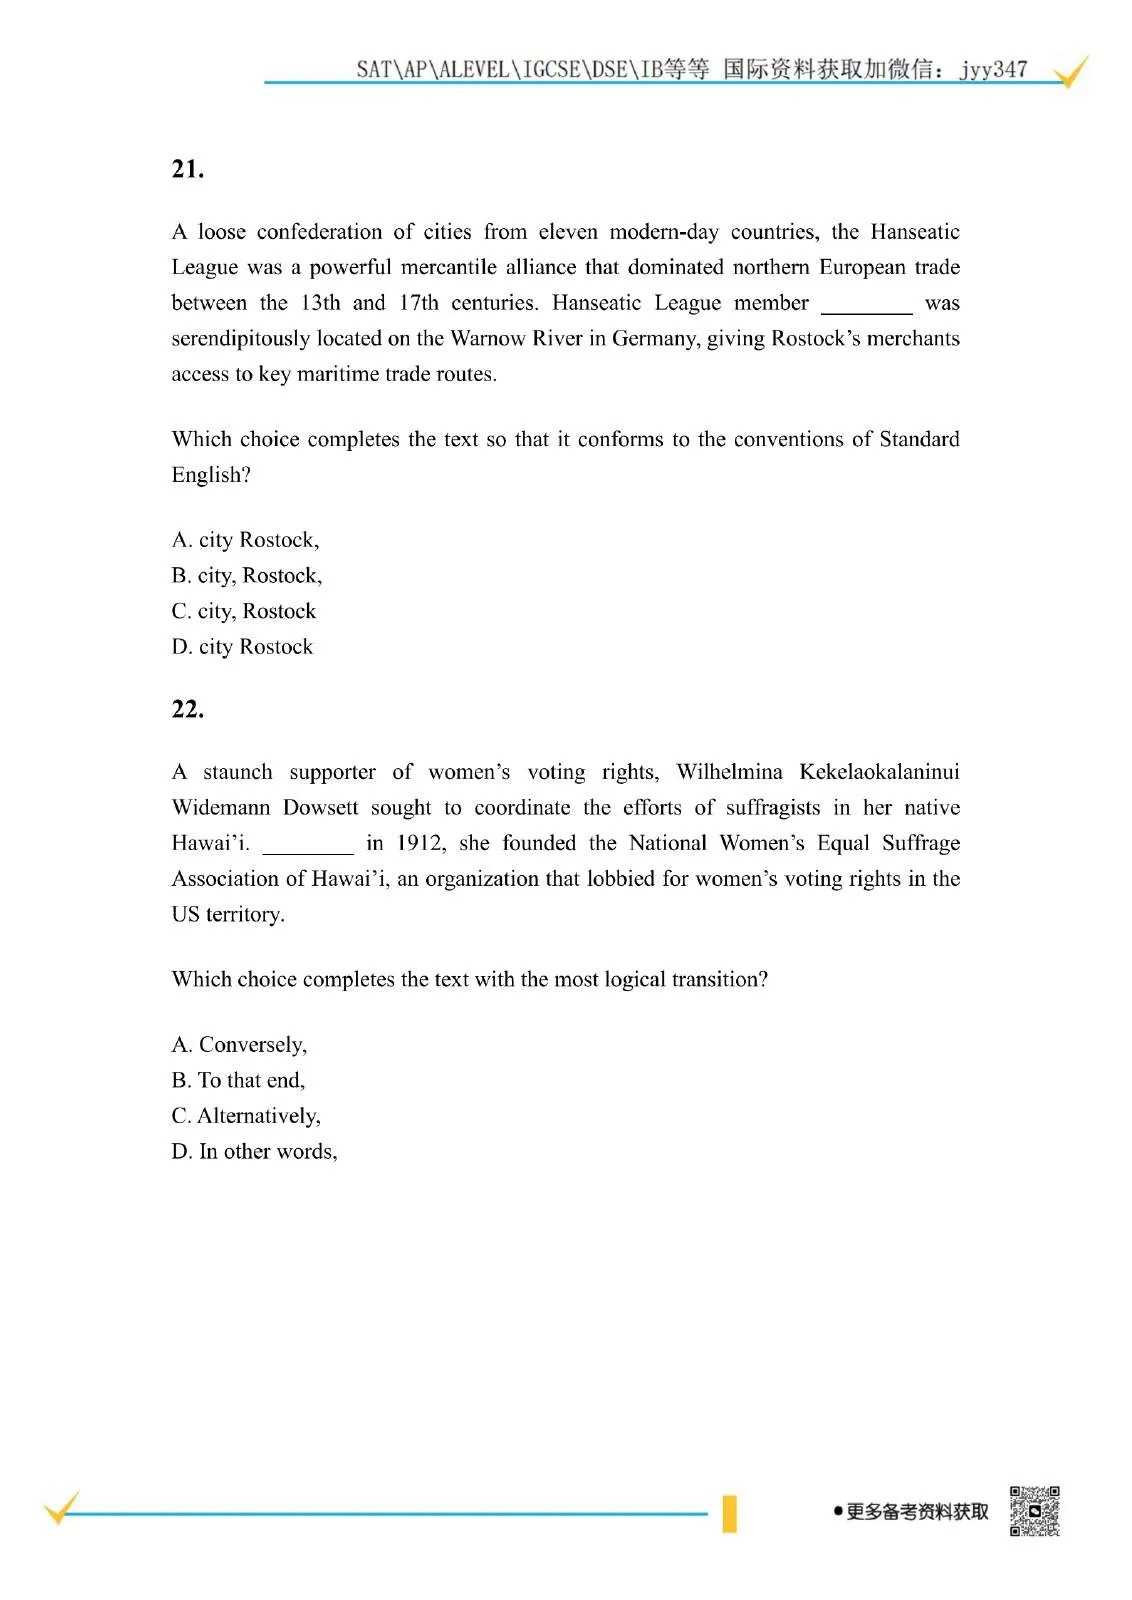 SAT\AP\ALEVEL\IGCSE\DSE\IB等等 国际资料获取加微信：jyy347
21.
A loose confederation of cities from eleven modern-day countries, the Hanseatic
League was a powerful mercantile alliance that dominated northern European trade
between the 13th and 17th centuries. Hanseatic League member ________ was
serendipitously located on the Warnow River in Germany, giving Rostock’s merchants
access to key maritime trade routes.
Which choice completes the text so that it conforms to the conventions of Standard
English?
A. city Rostock,
B. city, Rostock,
C. city, Rostock
D. city Rostock
22.
A staunch supporter of women’s voting rights, Wilhelmina Kekelaokalaninui
Widemann Dowsett sought to coordinate the efforts of suffragists in her native
Hawai’i. ________ in 1912, she founded the National Women’s Equal Suffrage
Association of Hawai’i, an organization that lobbied for women’s voting rights in the
US territory.
Which choice completes the text with the most logical transition?
A. Conversely,
B. To that end,
C. Alternatively,
D. In other words,
•更多备考资料获取